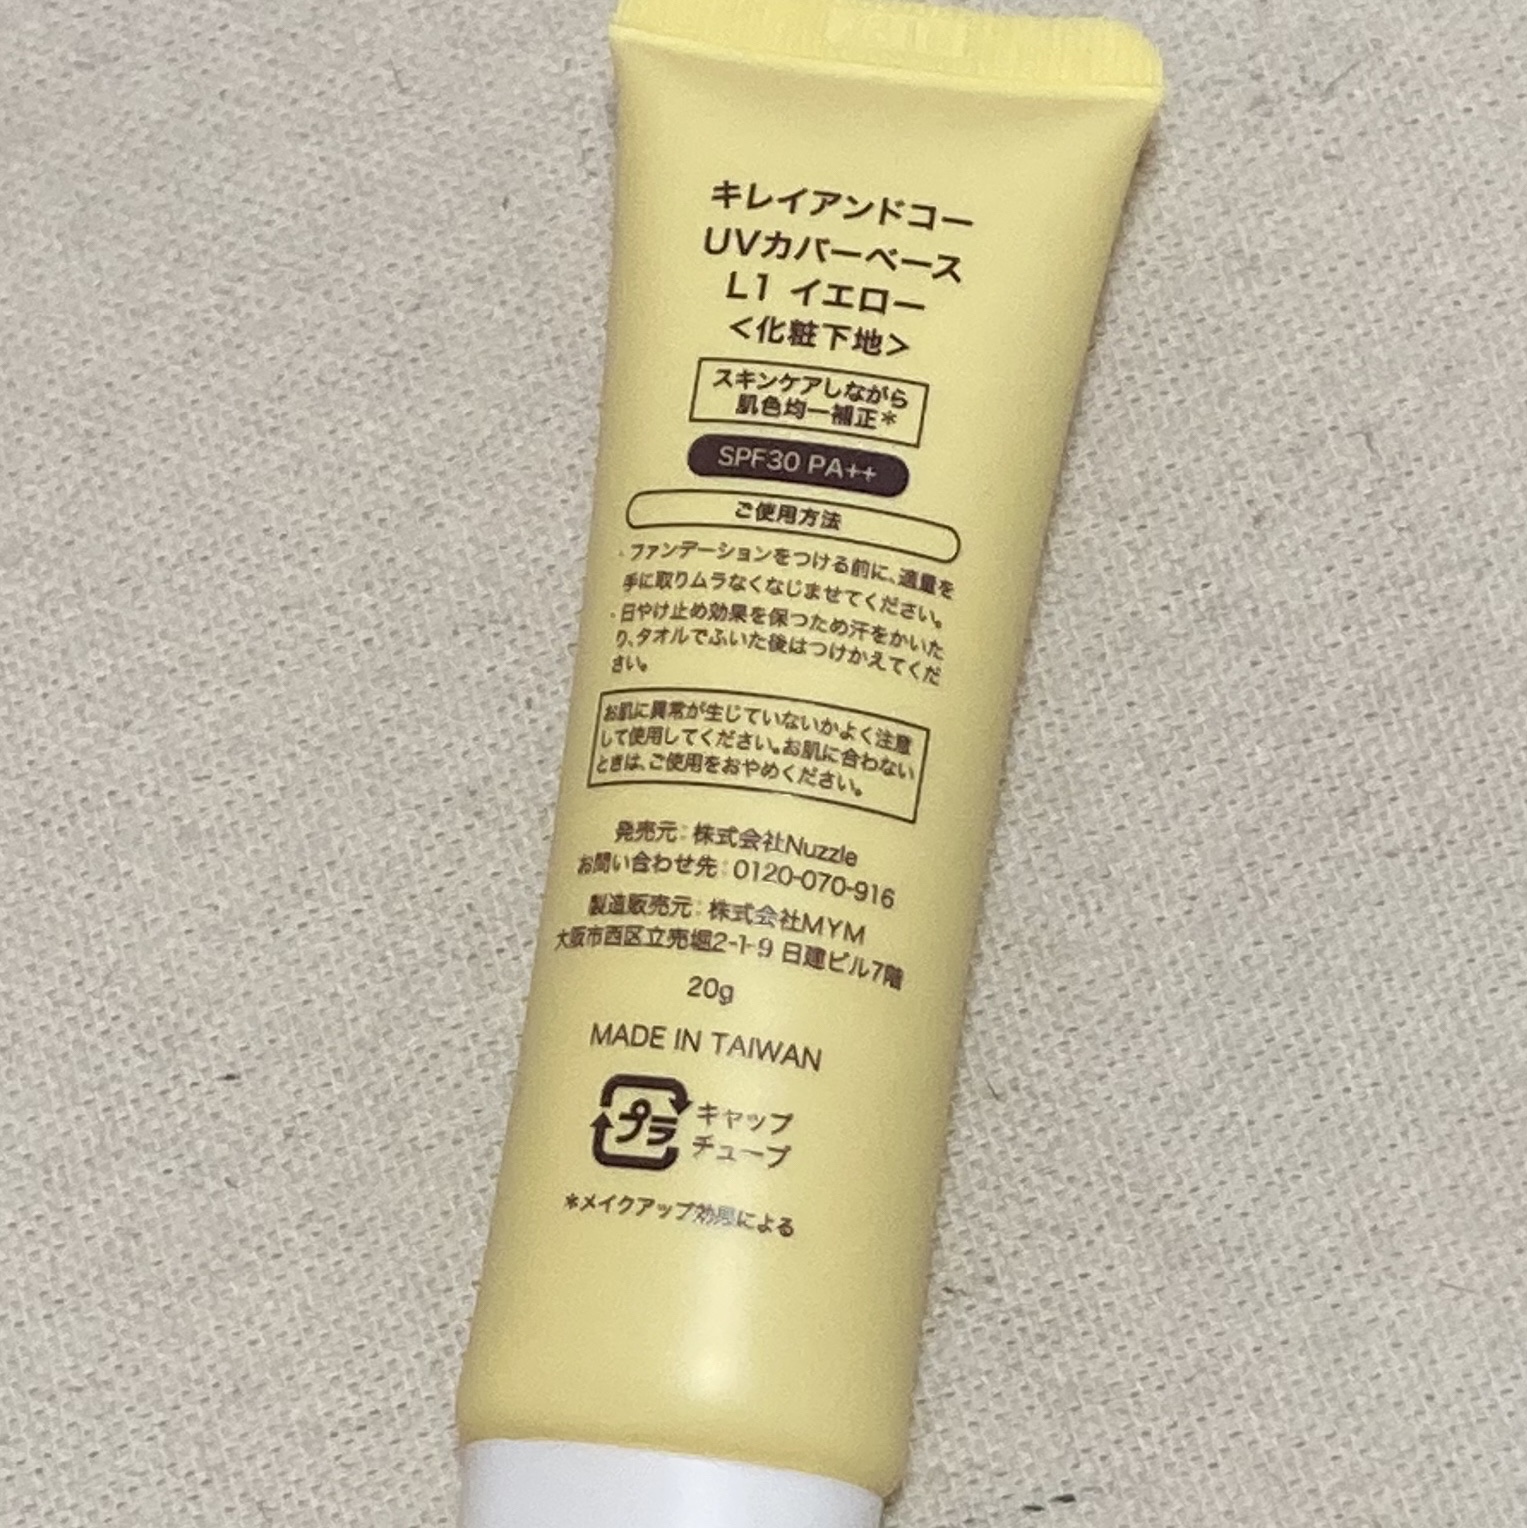 キレイアンドコー
UVカバーベース
L1 イエロー
<化粧下地>
スキンケアしながら
肌色均一補正*
SPF30 PA++
ご使用方法
・ファンデーションをつける前に、適量を
手に取りムラなくなじませてください。
・日やけ止め効果を保つため汗をかいた
り、タオルでふいた後はつけかえてくだ
さい。
お肌に異常が生じていないかよく注意
して使用してください。お肌に合わない
ときは、ご使用をおやめください。
発売元:株式会社Nuzzle
お問い合わせ先:0120-070-916
製造販売元:株式会社MYM
大阪市西区立売堀2-1-9 日建ビル7階
20g
MADE IN TAIWAN
プラ
キャップ
チューブ
*メイクアップ効果による